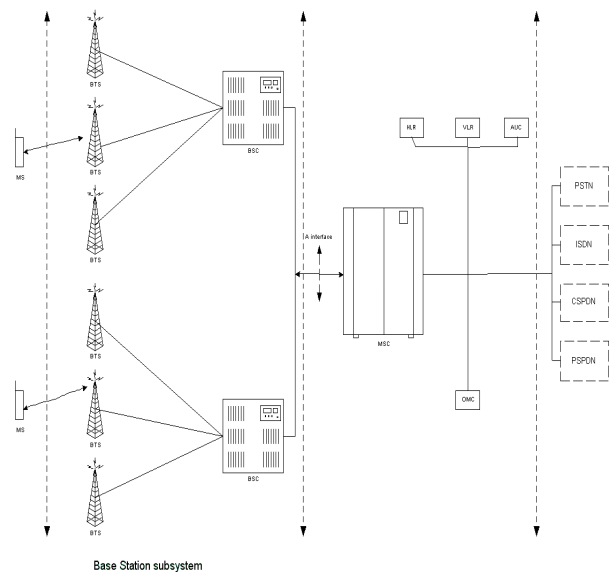 BTS
BSC
HLR
VLR
AUC
MS
BTS
PSTN
BTS
A interface
ISDN
CSPDN
MSC
BTS
PSPDN
MS
OMC
BTS
BSC
BTS
Base Station subsystem